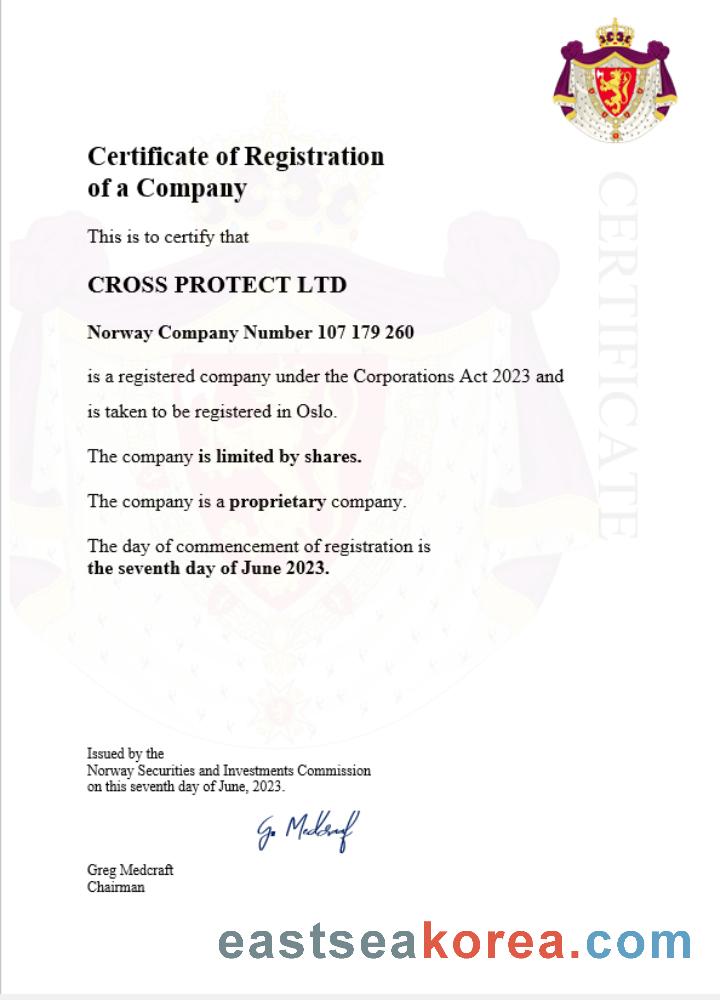 Certificate of Registration
of a Company
This is to certify that
CROSS PROTECT LTD
Norway Company Number 107 179 260
is a registered company under the Corporations Act 2023 and
is taken to be registered in Oslo.
The company is limited by shares.
The company is a proprietary company.
The day of commencement of registration is
the seventh day of June 2023.
CERTIFICATE
Issued by the
Norway Securities and Investments Commission
on this seventh day of June, 2023.
G. Medcraf
Greg Medcraft
Chairman
eastseakorea.com